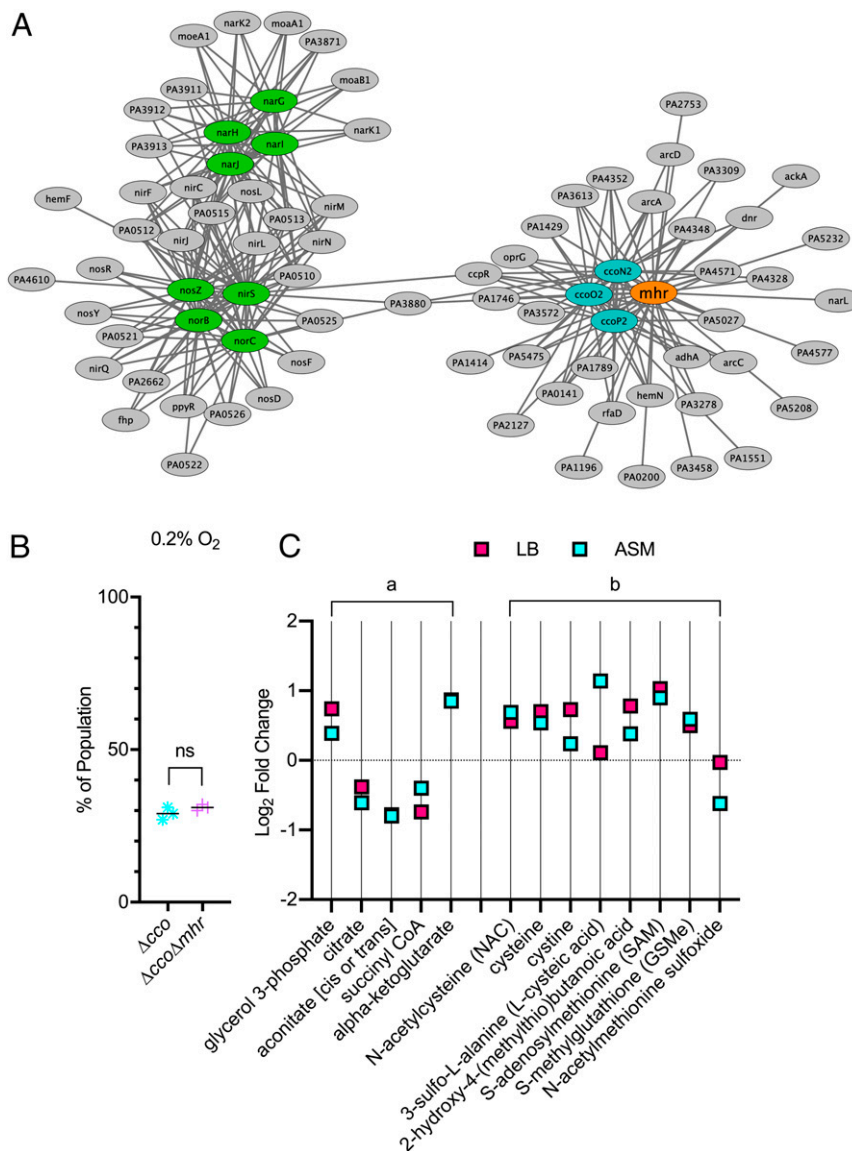 A
narK2
moaA1
moeA1
PA3871
PA3911
moaB1
narG
PA3912
narH
narK1
PA2753
PA3913
narI
narJ
arcD
nirC
nosL
PA4352
PA3309
ackA
hemF
nirF
nirM
PA3613
arcA
PA0515
PA0513
dnr
PA0512
PA1429
PA4348
PA5232
nirJ
nirL
nirN
oprG
ccoN2
nosR
PA0510
ccpR
PA4571
PA4328
PA4610
nosZ
nirS
ccoO2
mhr
narL
nosY
PA3880
PA1746
norB
PA0525
PA3572
ccoP2
PA5027
PA0521
norC
PA1414
PA5475
adhA
PA4577
nirQ
nosF
PA1789
arcC
PA2662
PA0141
hemN
nosD
fhp
ppyR
PA0526
PA2127
rfaD
PA3278
PA5208
PA0522
PA1196
PA0200
PA3458
PA1551
B
0.2% O₂
% of Population
100
50
0
ns
Δcco
ΔccoΔmhr
C
LB
ASM
a
b
Log₂ Fold Change
2
1
0
-1
-2
glycerol 3-phosphate
citrate
aconitate [cis or trans]
succinyl CoA
alpha-ketoglutarate
N-acetylcysteine (NAC)
cysteine
cystine
3-sulfo-L-alanine (L-cysteic acid)
2-hydroxy-4-(methylthio)butanoic acid
S-adenosylmethionine (SAM)
S-methylglutathione (GSMe)
N-acetylmethionine sulfoxide